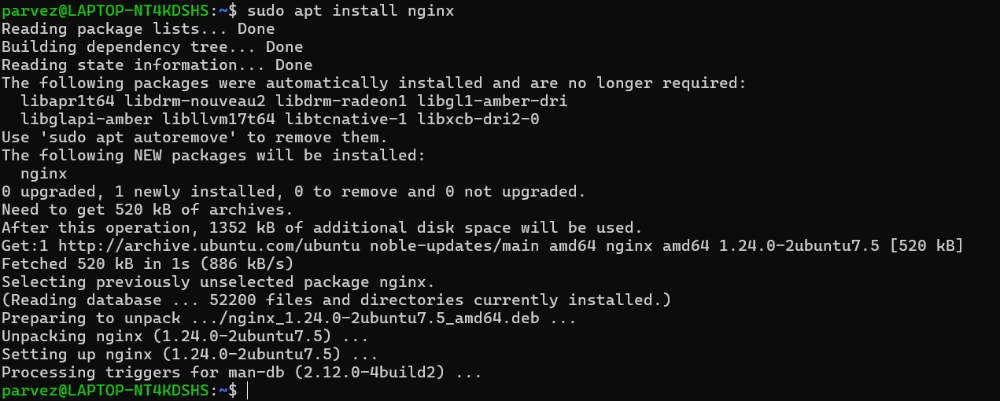 parvez@LAPTOP-NT4KDSHS:~$ sudo apt install nginx
Reading package lists... Done
Building dependency tree... Done
Reading state information... Done
The following packages were automatically installed and are no longer required:
  libapr1t64 libdrm-nouveau2 libdrm-radeon1 libgl1-amber-dri
  libglapi-amber libllvm17t64 libtcnative-1 libxcb-dri2-0
Use 'sudo apt autoremove' to remove them.
The following NEW packages will be installed:
  nginx
0 upgraded, 1 newly installed, 0 to remove and 0 not upgraded.
Need to get 520 kB of archives.
After this operation, 1352 kB of additional disk space will be used.
Get:1 http://archive.ubuntu.com/ubuntu noble-updates/main amd64 nginx amd64 1.24.0-2ubuntu7.5 [520 kB]
Fetched 520 kB in 1s (886 kB/s)
Selecting previously unselected package nginx.
(Reading database ... 52200 files and directories currently installed.)
Preparing to unpack .../nginx_1.24.0-2ubuntu7.5_amd64.deb ...
Unpacking nginx (1.24.0-2ubuntu7.5) ...
Setting up nginx (1.24.0-2ubuntu7.5) ...
Processing triggers for man-db (2.12.0-4build2) ...
parvez@LAPTOP-NT4KDSHS:~$